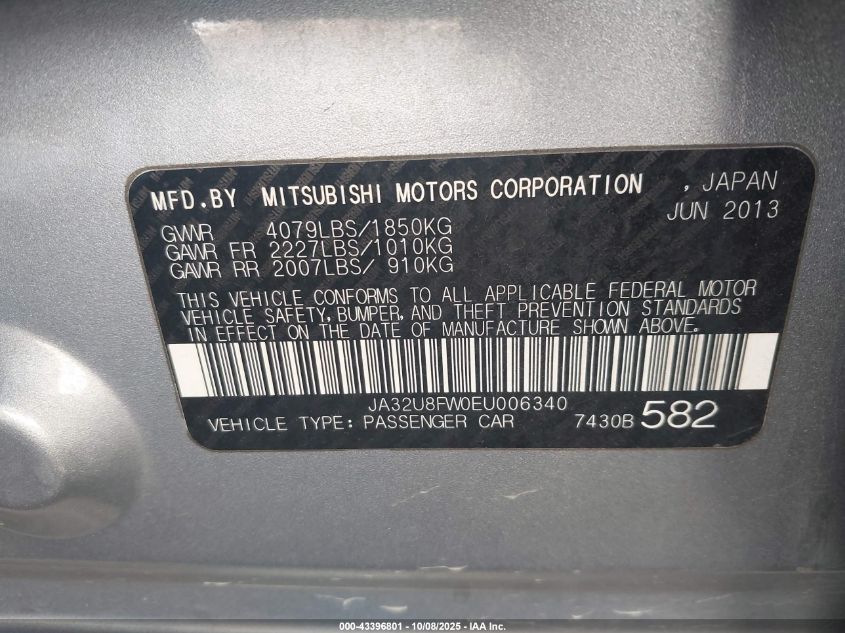 MFD.BY MITSUBISHI MOTORS CORPORATION , JAPAN
JUN 2013
GVWR 4079LBS/1850KG
GAWR FR 2227LBS/1010KG
GAWR RR 2007LBS/ 910KG
THIS VEHICLE CONFORMS TO ALL APPLICABLE FEDERAL MOTOR
VEHICLE SAFETY, BUMPER, AND THEFT PREVENTION STANDARDS
IN EFFECT ON THE DATE OF MANUFACTURE SHOWN ABOVE.
JA32U8FW0EU006340
VEHICLE TYPE: PASSENGER CAR 7430B 582
000-43396801 - 10/08/2025 - IAA Inc.